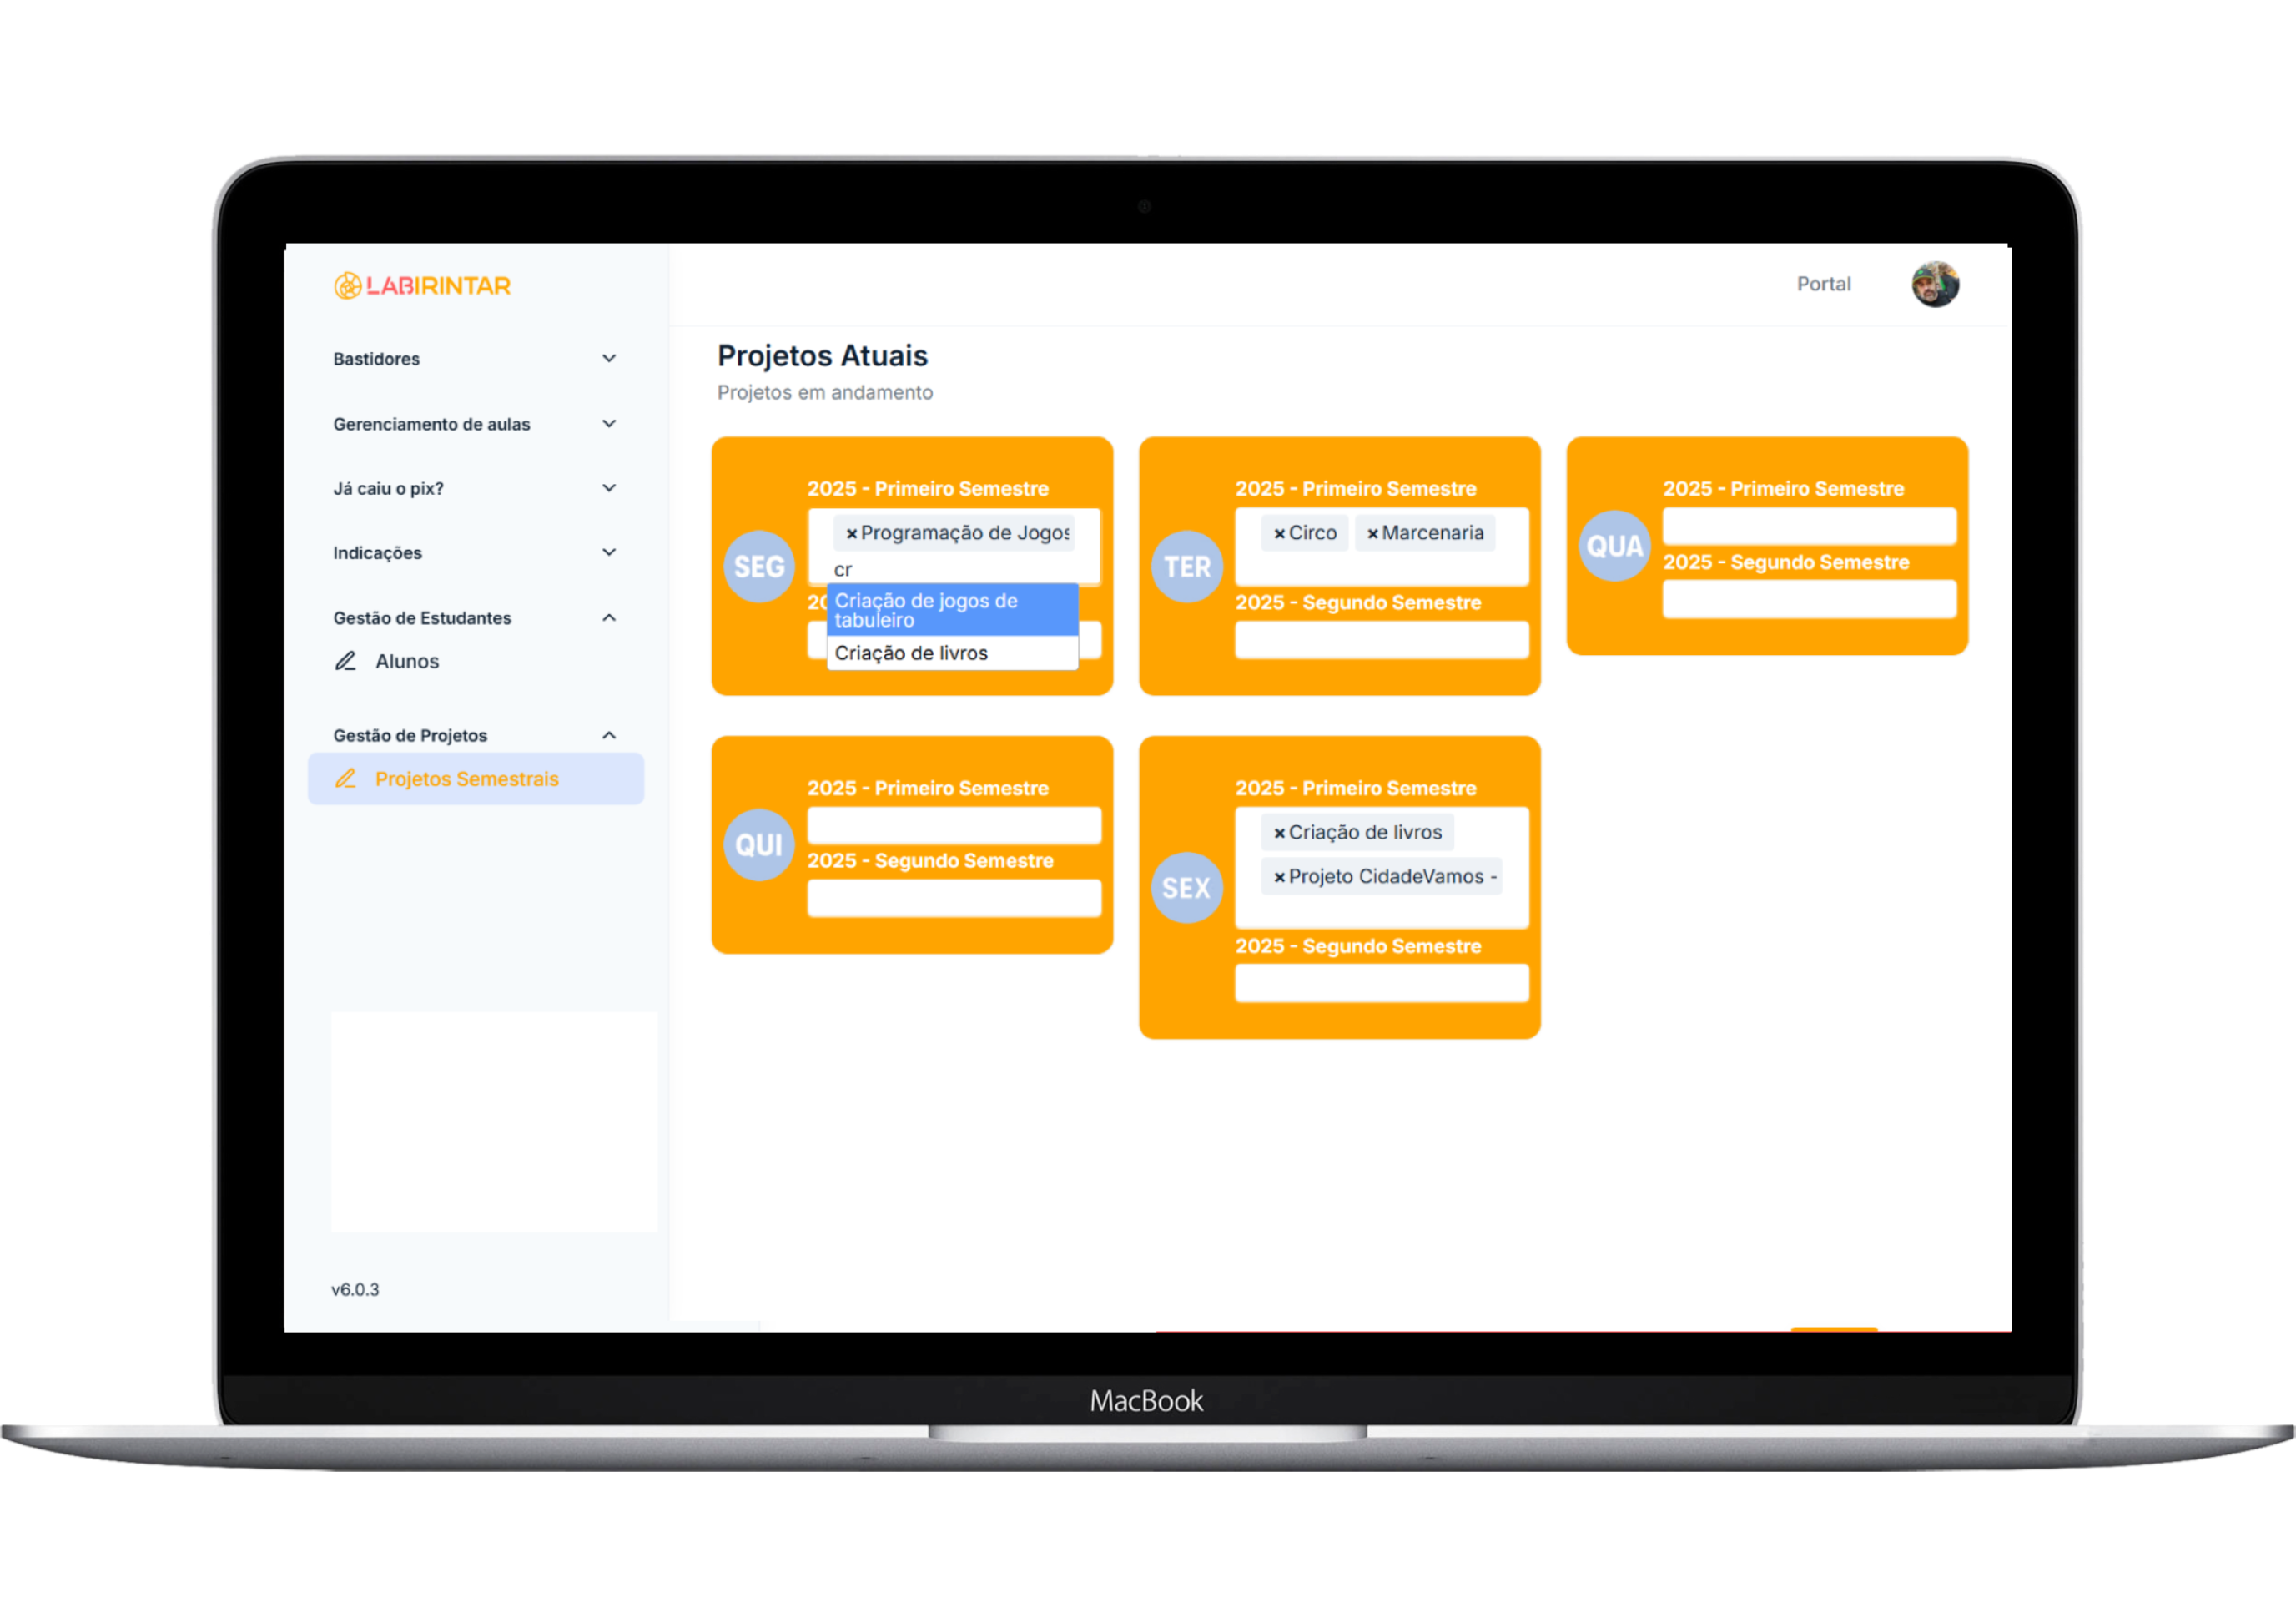 LABIRINTAR
Portal
Bastidores
Gerenciamento de aulas
Já caiu o pix?
Indicações
Gestão de Estudantes
Alunos
Gestão de Projetos
Projetos Semestrais
v6.0.3
Projetos Atuais
Projetos em andamento
SEG
2025 - Primeiro Semestre
×Programação de Jogos
cr
20
Criação de jogos de
tabuleiro
Criação de livros
TER
2025 - Primeiro Semestre
×Circo ×Marcenaria
2025 - Segundo Semestre
QUA
2025 - Primeiro Semestre
2025 - Segundo Semestre
QUI
2025 - Primeiro Semestre
2025 - Segundo Semestre
SEX
2025 - Primeiro Semestre
×Criação de livros
×Projeto CidadeVamos -
2025 - Segundo Semestre
MacBook